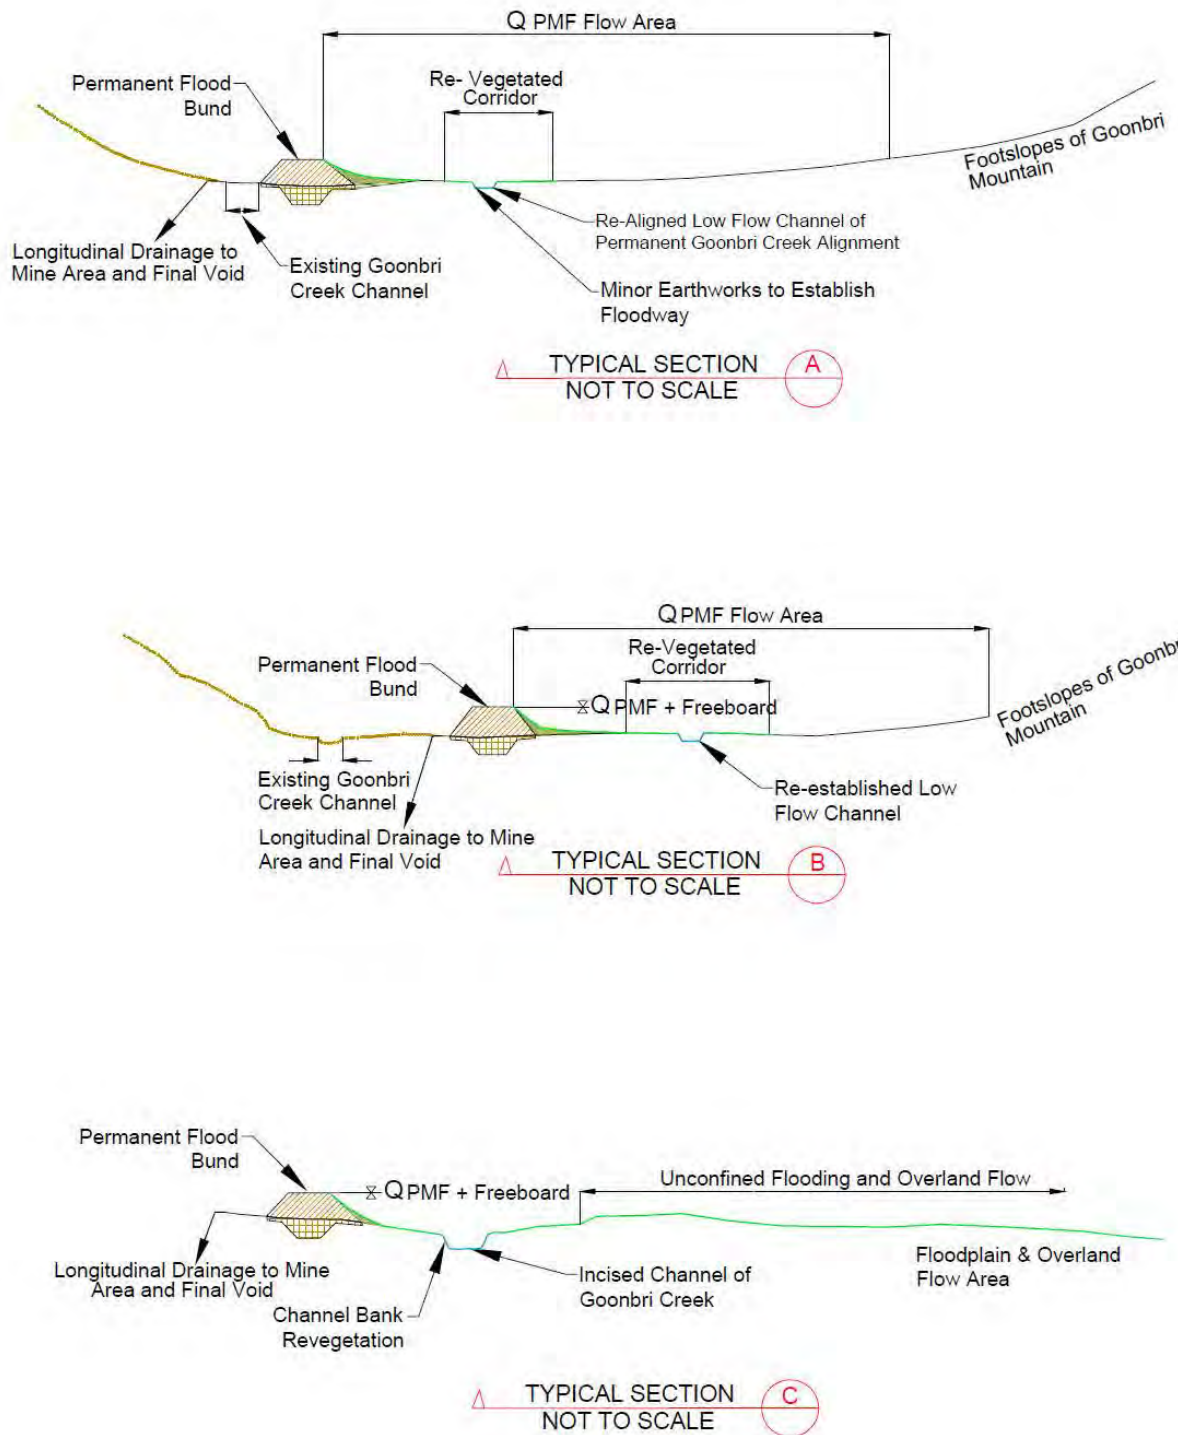 Q PMF Flow Area
Permanent Flood
Bund
Re- Vegetated
Corridor
Footslopes of Goonbri
Mountain
Longitudinal Drainage to
Mine Area and Final Void
Existing Goonbri
Creek Channel
Re-Aligned Low Flow Channel of
Permanent Goonbri Creek Alignment
Minor Earthworks to Establish
Floodway
TYPICAL SECTION
NOT TO SCALE
A
Q PMF Flow Area
Permanent Flood
Bund
Re-Vegetated
Corridor
Q PMF + Freeboard
Footslopes of Goonbri
Mountain
Existing Goonbri
Creek Channel
Re-established Low
Flow Channel
Longitudinal Drainage to Mine
Area and Final Void
TYPICAL SECTION
NOT TO SCALE
B
Permanent Flood
Bund
Q PMF + Freeboard
Unconfined Flooding and Overland Flow
Longitudinal Drainage to Mine
Area and Final Void
Channel Bank
Revegetation
Incised Channel of
Goonbri Creek
Floodplain & Overland
Flow Area
TYPICAL SECTION
NOT TO SCALE
C